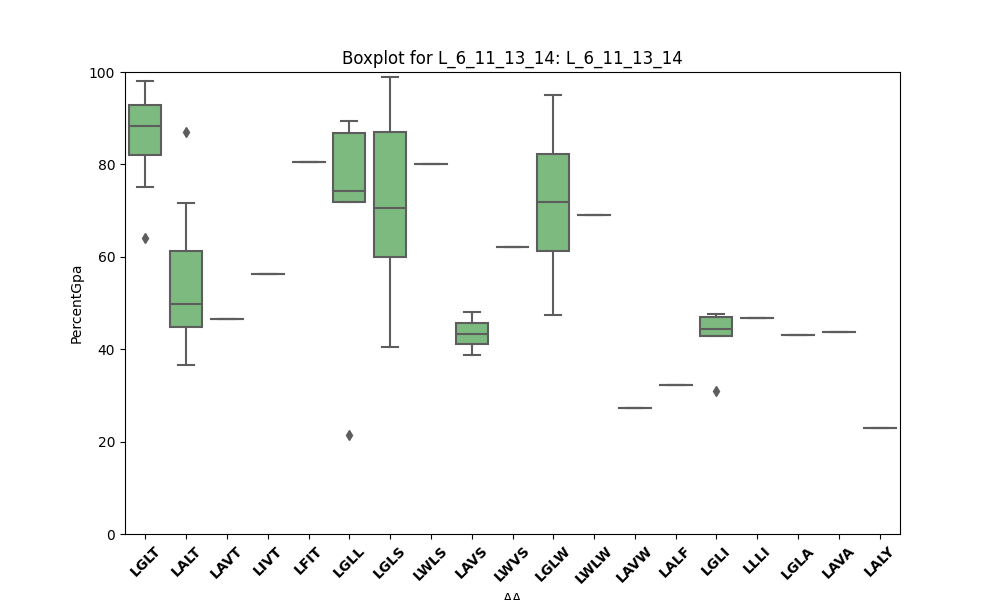 Boxplot for L_6_11_13_14: L_6_11_13_14
100
80
60
40
20
0
PercentGpa
LGLT LALT LAVT LIVT LFIT LGLL LGLS LWLS LAVS LWVS LGLW LWLW LAVW LALF LGLI LLLI LGLA LAVA LALY
AA